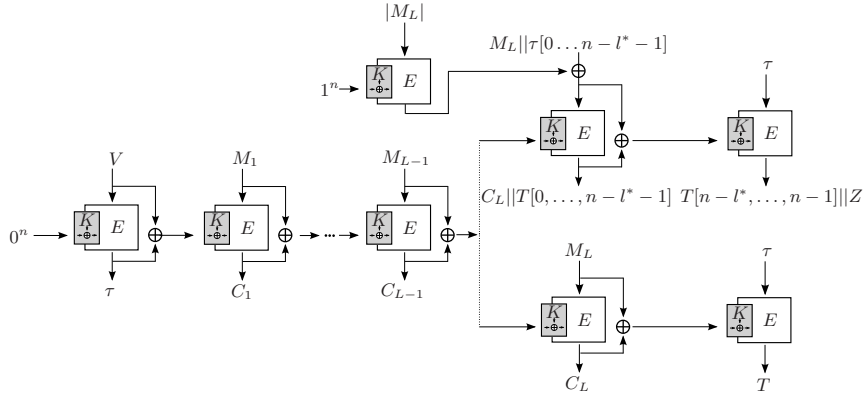 |M_L|
K
E
1^n
M_L||τ[0…n − l* − 1]
τ
K
E
K
E
C_L||T[0,…,n−l*−1]
T[n−l*,…,n−1]||Z
V
M_1
M_{L−1}
0^n
K
E
K
E
...
K
E
τ
C_1
C_{L−1}
M_L
τ
K
E
K
E
C_L
T